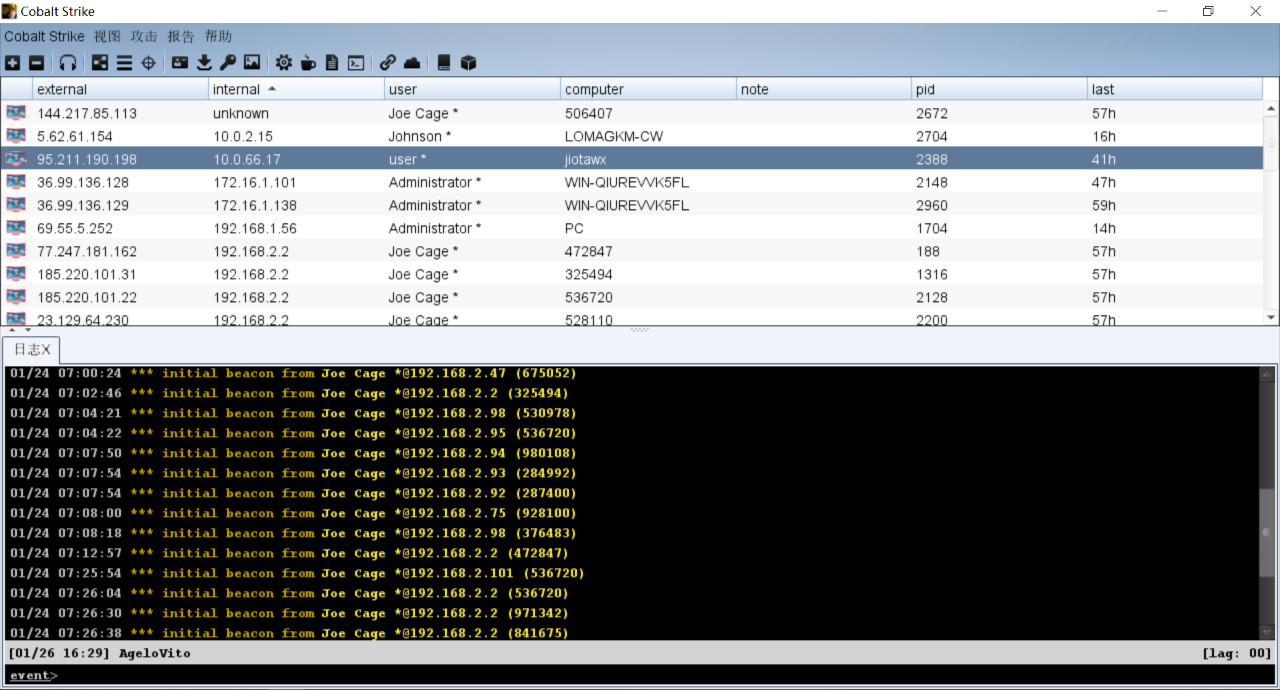 Cobalt Strike
Cobalt Strike 视图 攻击 报告 帮助
external internal user computer note pid last
144.217.85.113 unknown Joe Cage * 506407 2672 57h
5.62.61.154 10.0.2.15 Johnson * LOMAGKM-CW 2704 16h
95.211.190.198 10.0.66.17 user * jiotawx 2388 41h
36.99.136.128 172.16.1.101 Administrator * WIN-QIUREVVK5FL 2148 47h
36.99.136.129 172.16.1.138 Administrator * WIN-QIUREVVK5FL 2960 59h
69.55.5.252 192.168.1.56 Administrator * PC 1704 14h
77.247.181.162 192.168.2.2 Joe Cage * 472847 188 57h
185.220.101.31 192.168.2.2 Joe Cage * 325494 1316 57h
185.220.101.22 192.168.2.2 Joe Cage * 536720 2128 57h
23.129.64.230 192.168.2.2 Joe Cage * 528110 2200 57h
日志X
01/24 07:00:24 *** initial beacon from Joe Cage *@192.168.2.47 (675052)
01/24 07:02:46 *** initial beacon from Joe Cage *@192.168.2.2 (325494)
01/24 07:04:21 *** initial beacon from Joe Cage *@192.168.2.98 (530978)
01/24 07:04:22 *** initial beacon from Joe Cage *@192.168.2.95 (536720)
01/24 07:07:50 *** initial beacon from Joe Cage *@192.168.2.94 (980108)
01/24 07:07:54 *** initial beacon from Joe Cage *@192.168.2.93 (284992)
01/24 07:07:54 *** initial beacon from Joe Cage *@192.168.2.92 (287400)
01/24 07:08:00 *** initial beacon from Joe Cage *@192.168.2.75 (928100)
01/24 07:08:18 *** initial beacon from Joe Cage *@192.168.2.98 (376483)
01/24 07:12:57 *** initial beacon from Joe Cage *@192.168.2.2 (472847)
01/24 07:25:54 *** initial beacon from Joe Cage *@192.168.2.101 (536720)
01/24 07:26:04 *** initial beacon from Joe Cage *@192.168.2.2 (536720)
01/24 07:26:30 *** initial beacon from Joe Cage *@192.168.2.2 (971342)
01/24 07:26:38 *** initial beacon from Joe Cage *@192.168.2.2 (841675)
[01/26 16:29] AgeloVito [lag: 00]
event>